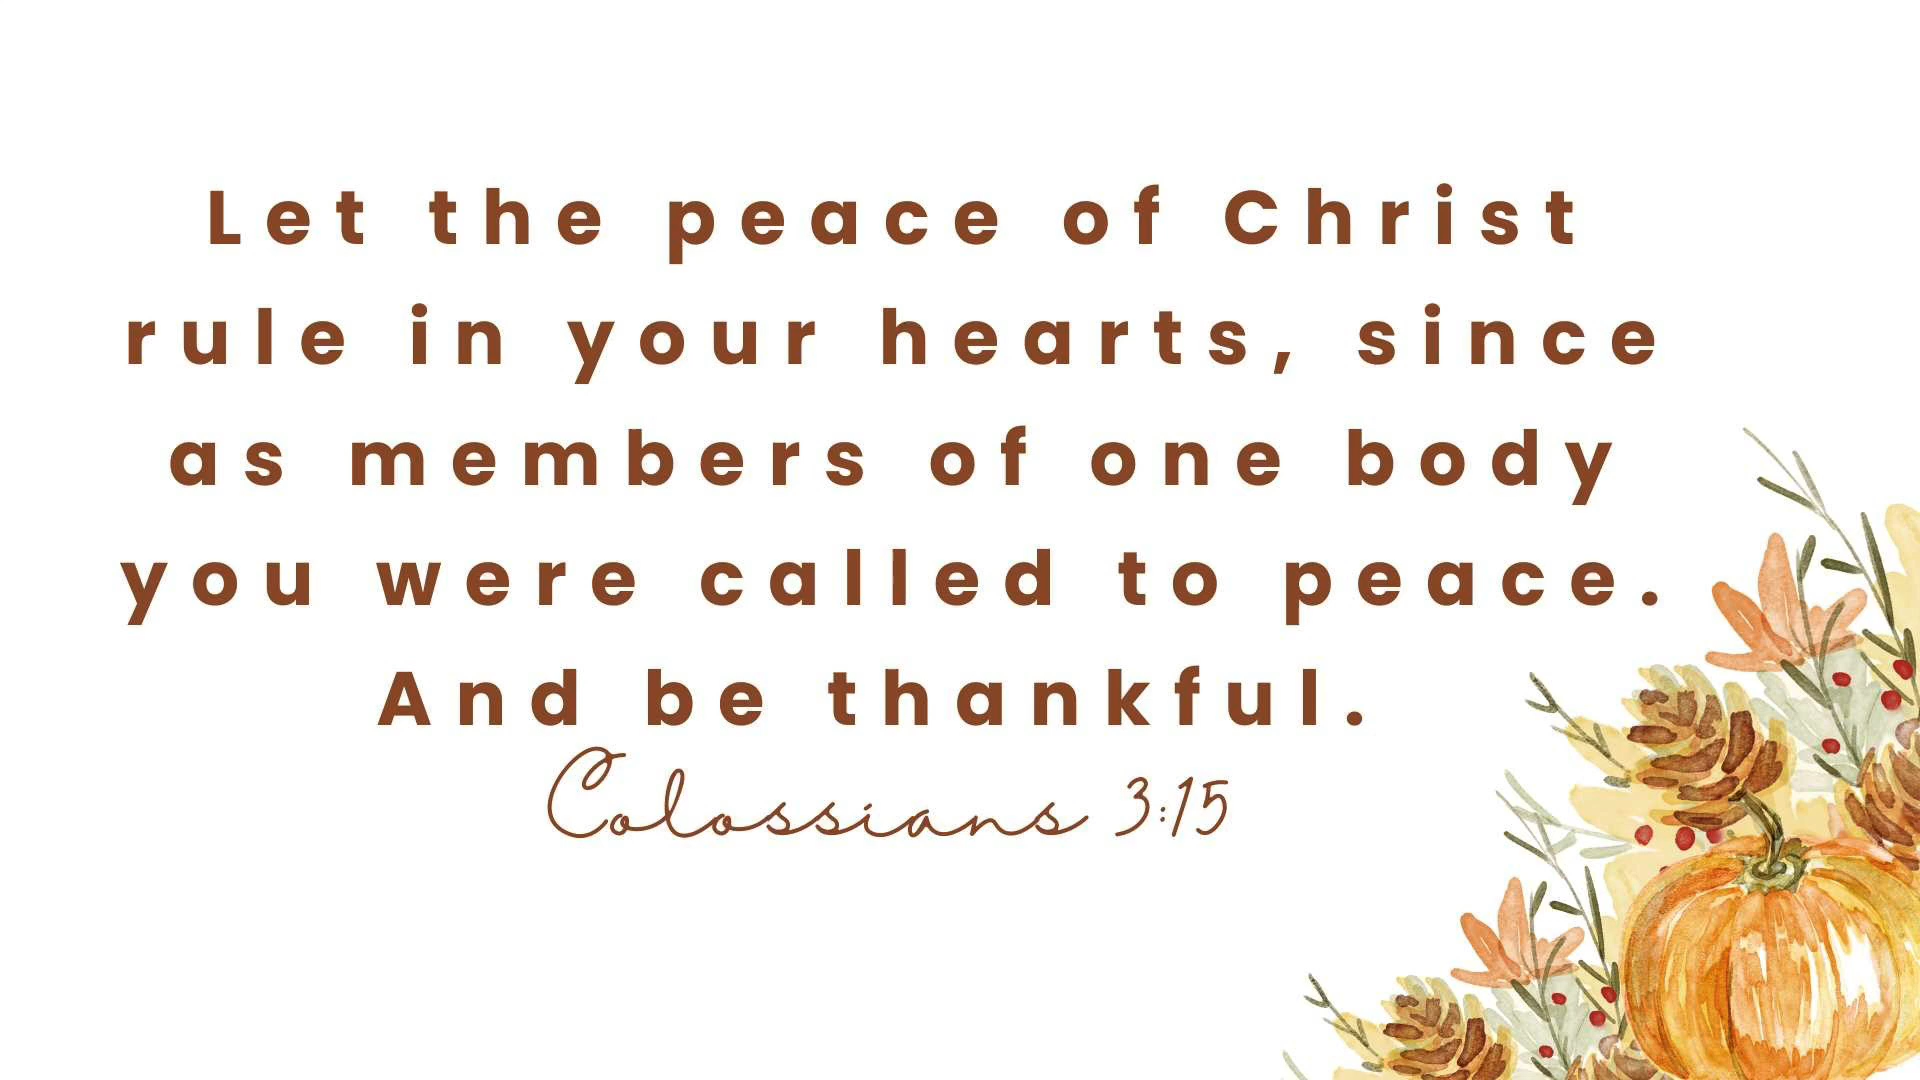 Let the peace of Christ
rule in your hearts, since
as members of one body
you were called to peace.
And be thankful.
Colossians 3:15